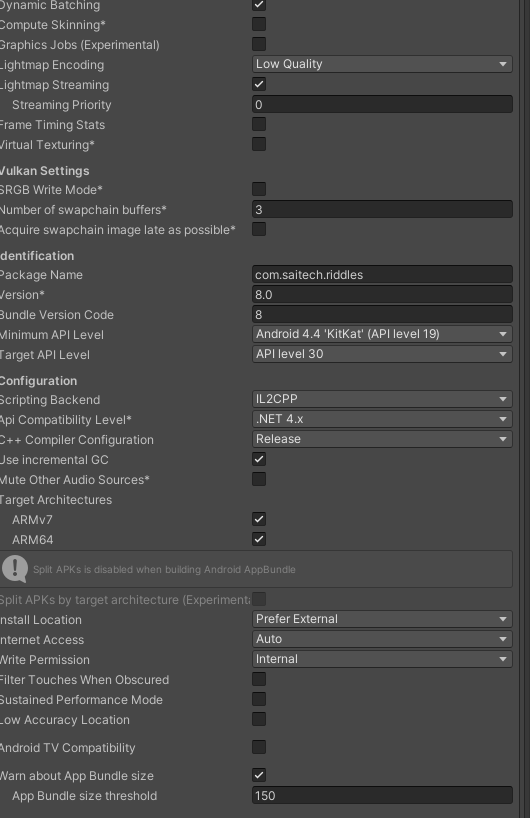 Dynamic Batching
Compute Skinning*
Graphics Jobs (Experimental)
Lightmap Encoding Low Quality
Lightmap Streaming
Streaming Priority 0
Frame Timing Stats
Virtual Texturing*
Vulkan Settings
SRGB Write Mode*
Number of swapchain buffers* 3
Acquire swapchain image late as possible*
Identification
Package Name com.saitech.riddles
Version* 8.0
Bundle Version Code 8
Minimum API Level Android 4.4 'KitKat' (API level 19)
Target API Level API level 30
Configuration
Scripting Backend IL2CPP
Api Compatibility Level* .NET 4.x
C++ Compiler Configuration Release
Use incremental GC
Mute Other Audio Sources*
Target Architectures
ARMv7
ARM64
Split APKs is disabled when building Android AppBundle
Split APKs by target architecture (Experimenta
Install Location Prefer External
Internet Access Auto
Write Permission Internal
Filter Touches When Obscured
Sustained Performance Mode
Low Accuracy Location
Android TV Compatibility
Warn about App Bundle size
App Bundle size threshold 150